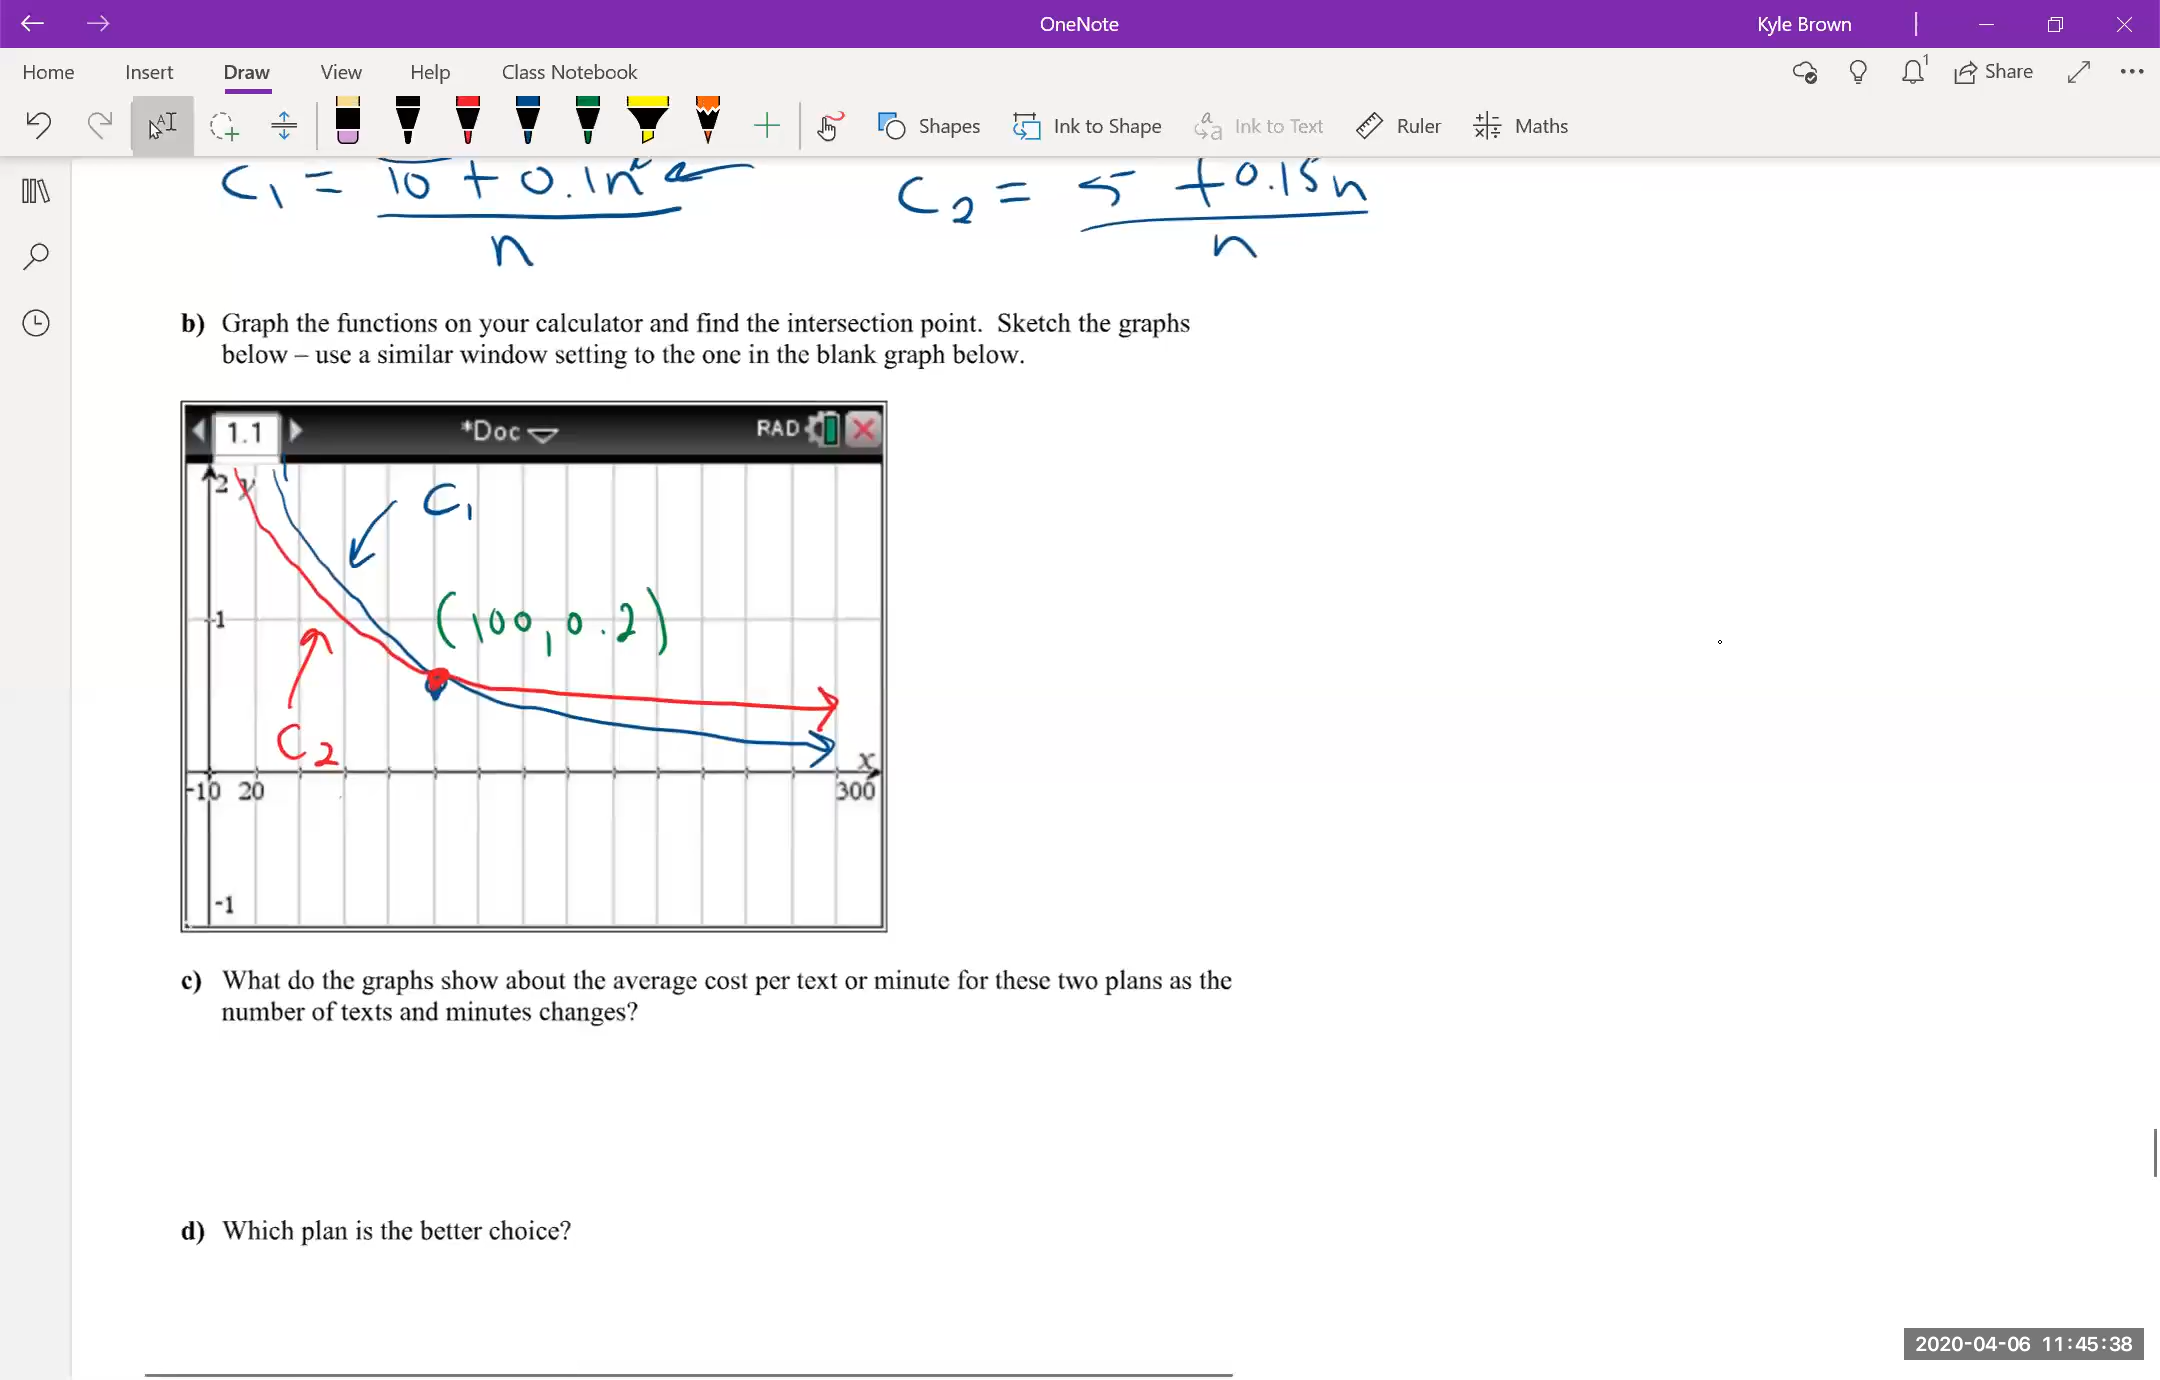 OneNote
Kyle Brown
Home Insert Draw View Help Class Notebook
1 Share
Shapes Ink to Shape Ink to Text Ruler Maths
C₁ = 10 + 0.1n
n
C₂ = 5 + 0.15n
n
b) Graph the functions on your calculator and find the intersection point. Sketch the graphs
below – use a similar window setting to the one in the blank graph below.
1.1 *Doc RAD
2 y
C₁
1
(100, 0.2)
C₂
x
-10 20 300
-1
c) What do the graphs show about the average cost per text or minute for these two plans as the
number of texts and minutes changes?
d) Which plan is the better choice?
2020-04-06 11:45:38